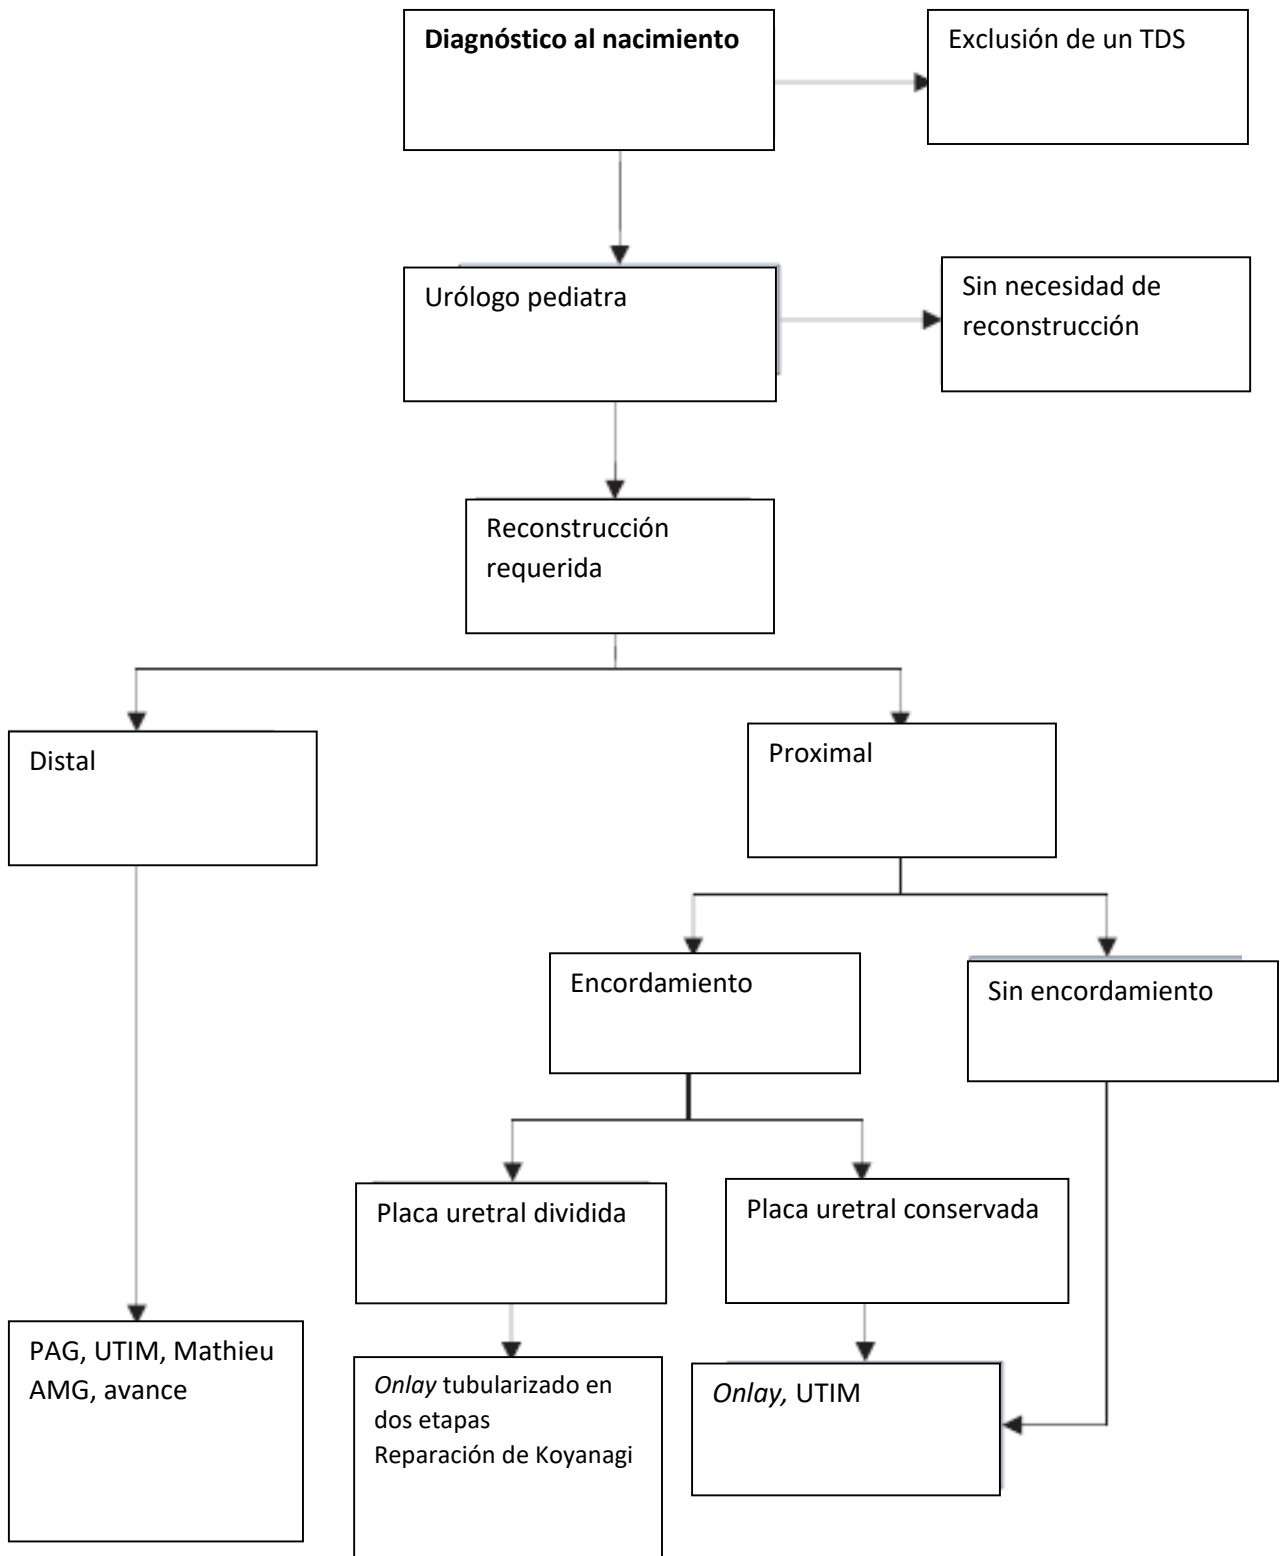 Diagnóstico al nacimiento
Exclusión de un TDS
Urólogo pediatra
Sin necesidad de
reconstrucción
Reconstrucción
requerida
Distal
Proximal
Encordamiento
Sin encordamiento
Placa uretral dividida
Placa uretral conservada
PAG, UTIM, Mathieu
AMG, avance
Onlay tubularizado en
dos etapas
Reparación de Koyanagi
Onlay, UTIM